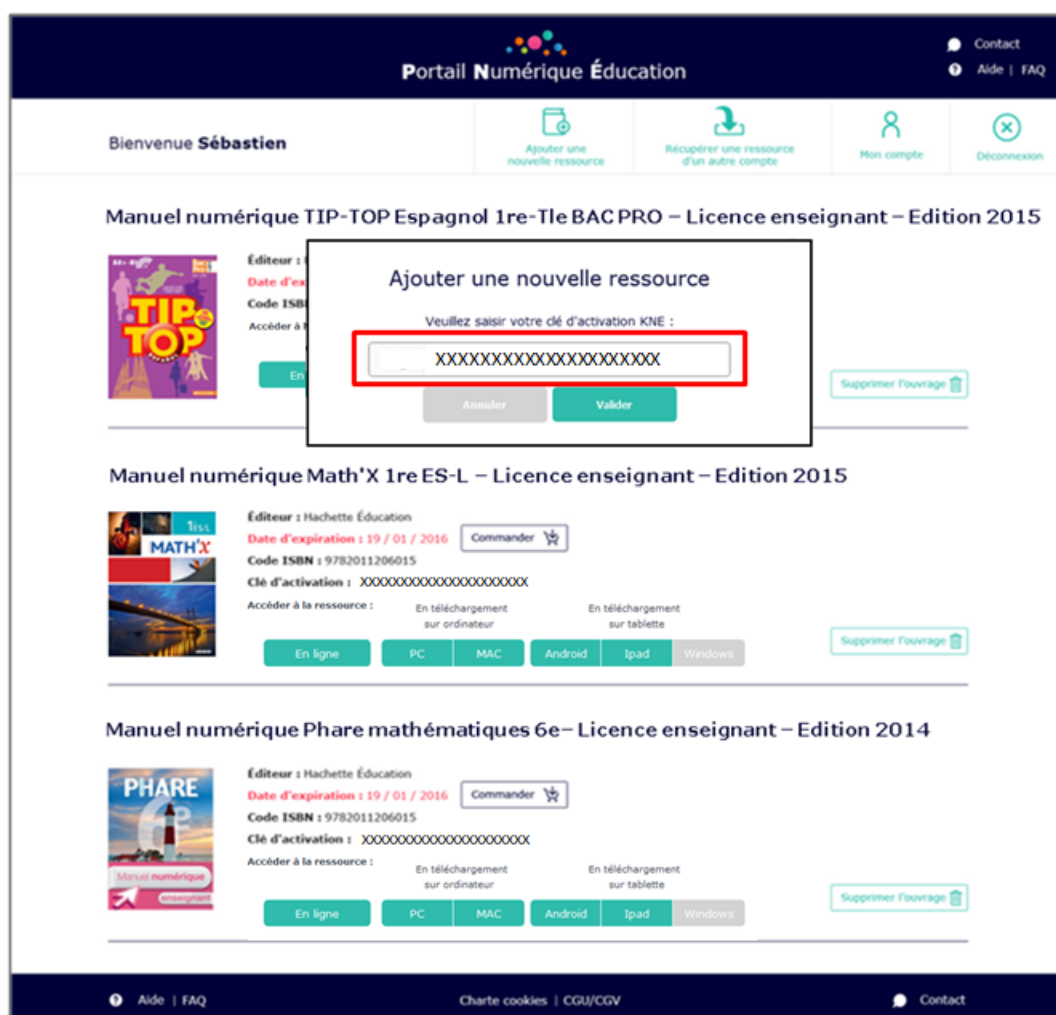 Portail Numérique Éducation
Contact
Aide | FAQ
Bienvenue Sébastien
Ajouter une
nouvelle ressource
Récupérer une ressource
d'un autre compte
Mon compte
Déconnexion
Manuel numérique TIP-TOP Espagnol 1re-Tle BAC PRO – Licence enseignant – Edition 2015
TIP-
TOP
Éditeur :
Date d'ex
Code ISB
Accéder à
En
Ajouter une nouvelle ressource
Veuillez saisir votre clé d'activation KNE :
XXXXXXXXXXXXXXXXXXXXX
Annuler
Valider
Supprimer l'ouvrage
Manuel numérique Math'X 1re ES-L – Licence enseignant – Edition 2015
MATH'X
Éditeur : Hachette Éducation
Date d'expiration : 19 / 01 / 2016
Commander
Code ISBN : 9782011206015
Clé d'activation : XXXXXXXXXXXXXXXXXXXXX
Accéder à la ressource :
En téléchargement
sur ordinateur
En téléchargement
sur tablette
En ligne
PC
MAC
Android
Ipad
Windows
Supprimer l'ouvrage
Manuel numérique Phare mathématiques 6e– Licence enseignant – Edition 2014
PHARE
6e
Manuel numérique
enseignant
Éditeur : Hachette Éducation
Date d'expiration : 19 / 01 / 2016
Commander
Code ISBN : 9782011206015
Clé d'activation : XXXXXXXXXXXXXXXXXXXXX
Accéder à la ressource :
En téléchargement
sur ordinateur
En téléchargement
sur tablette
En ligne
PC
MAC
Android
Ipad
Windows
Supprimer l'ouvrage
Aide | FAQ
Charte cookies | CGU/CGV
Contact